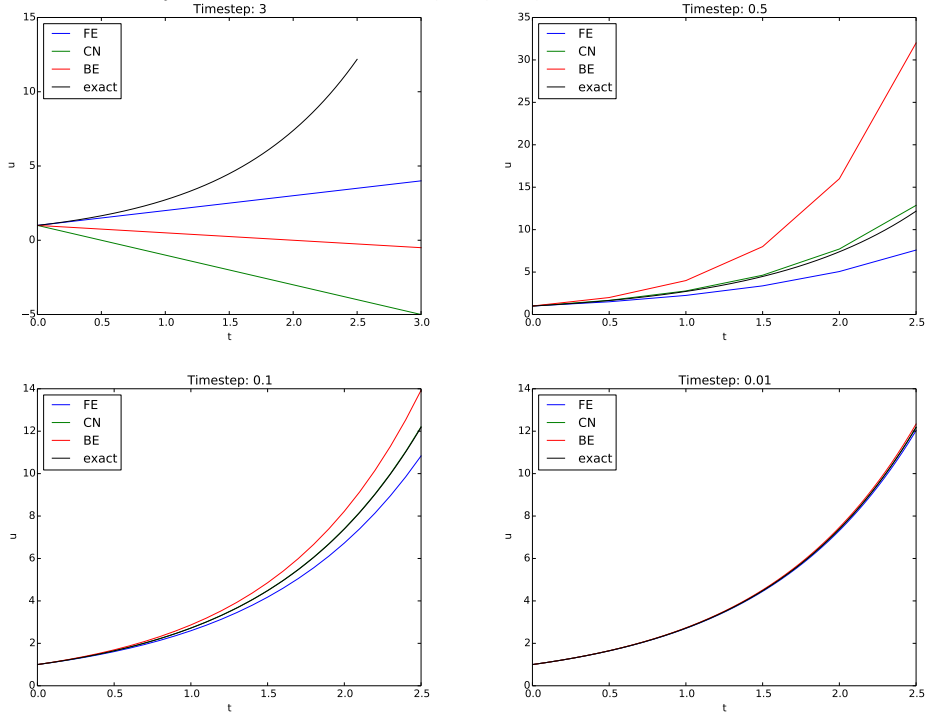 Timestep: 3
15
10
5
0
−5
0.0 0.5 1.0 1.5 2.0 2.5 3.0
t
u
FE
CN
BE
exact
Timestep: 0.5
35
30
25
20
15
10
5
0
0.0 0.5 1.0 1.5 2.0 2.5
t
u
FE
CN
BE
exact
Timestep: 0.1
14
12
10
8
6
4
2
0
0.0 0.5 1.0 1.5 2.0 2.5
t
u
FE
CN
BE
exact
Timestep: 0.01
14
12
10
8
6
4
2
0
0.0 0.5 1.0 1.5 2.0 2.5
t
u
FE
CN
BE
exact